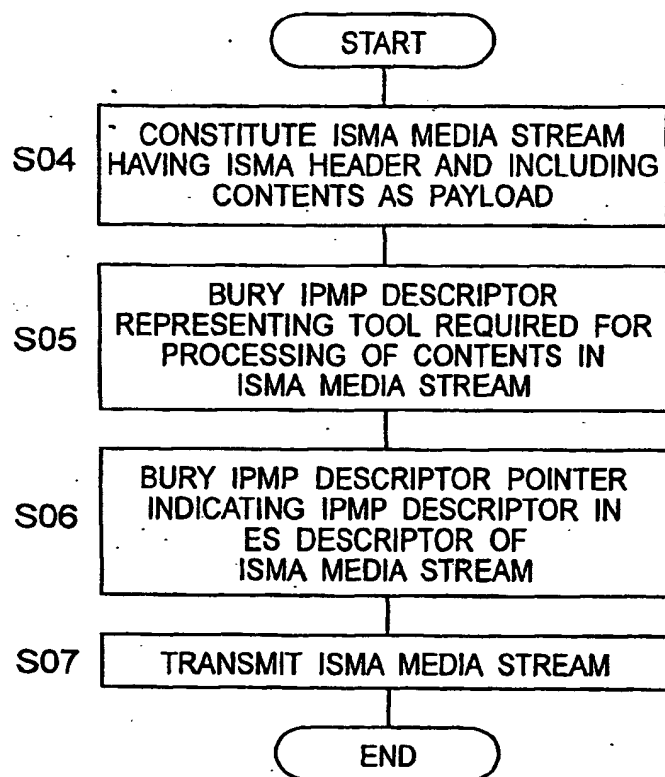 START
S04
CONSTITUTE ISMA MEDIA STREAM
HAVING ISMA HEADER AND INCLUDING
CONTENTS AS PAYLOAD
S05
BURY IPMP DESCRIPTOR
REPRESENTING TOOL REQUIRED FOR
PROCESSING OF CONTENTS IN
ISMA MEDIA STREAM
S06
BURY IPMP DESCRIPTOR POINTER
INDICATING IPMP DESCRIPTOR IN
ES DESCRIPTOR OF
ISMA MEDIA STREAM
S07
TRANSMIT ISMA MEDIA STREAM
END